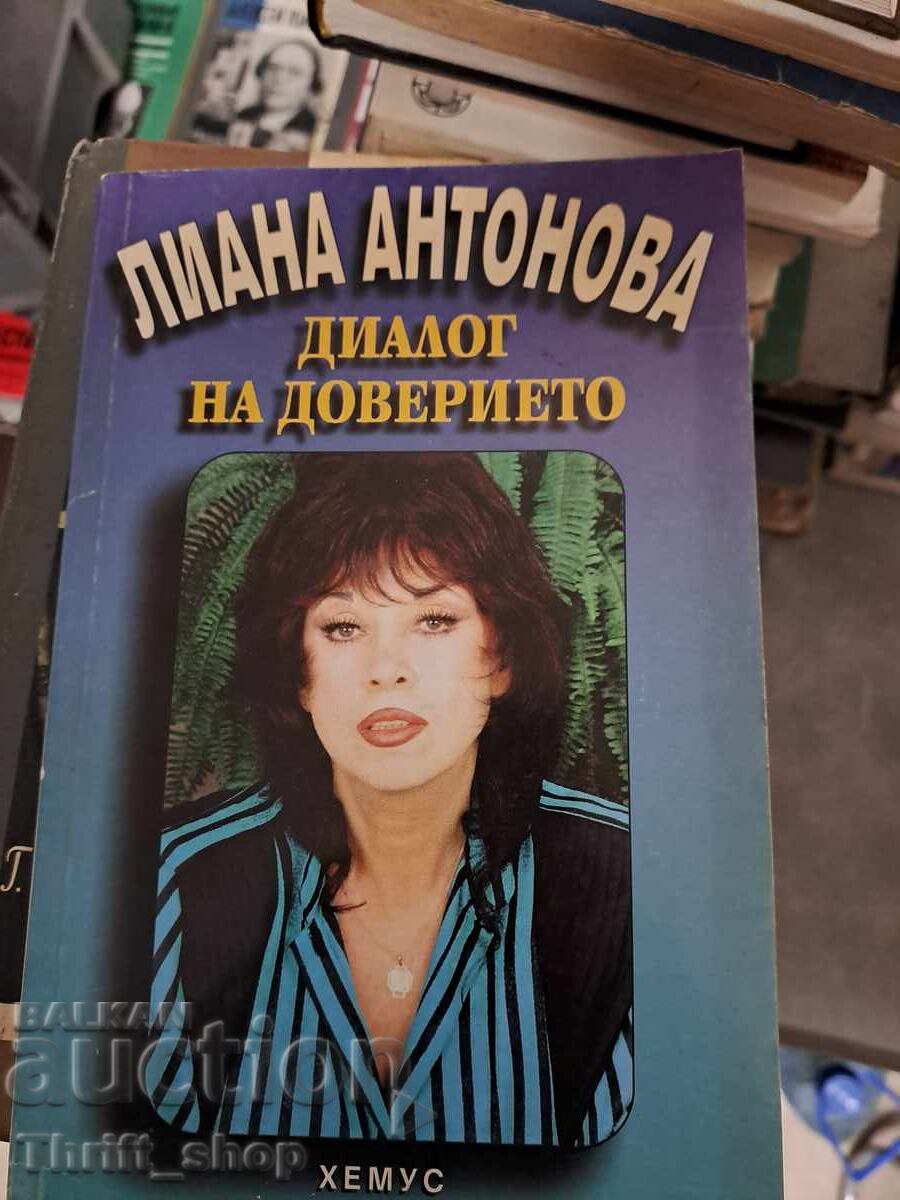 ЛИАНА АНТОНОВА
ДИАЛОГ
НА ДОВЕРИЕТО
Г.
BALKAN
auction
Thrift_shop
ХЕМУС